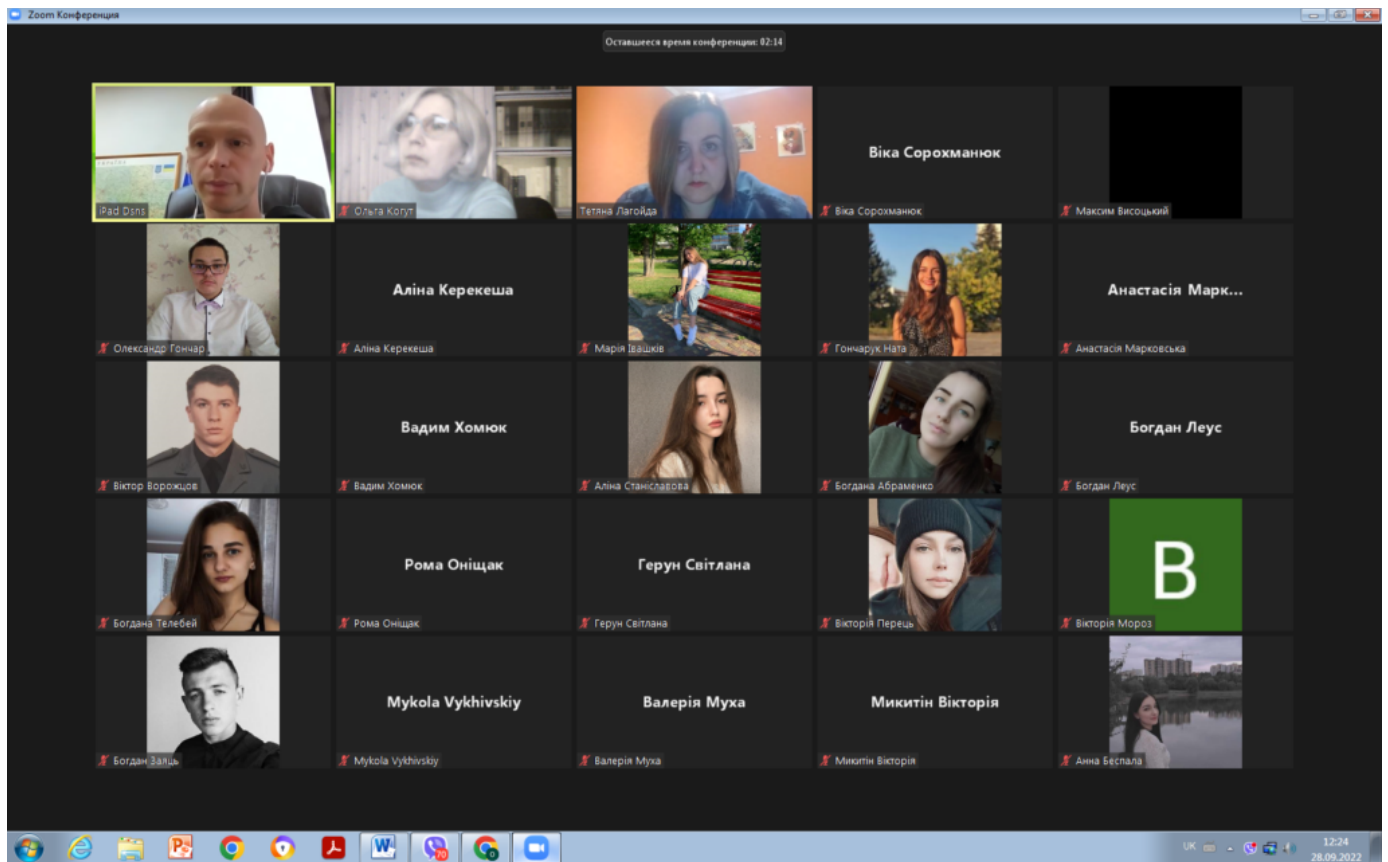 Zoom Конференция
Оставшееся время конференции: 02:14
УКРАЇНА
iPad Dsns
Ольга Когут
Тетяна Лагойда
Віка Сорохманюк
Віка Сорохманюк
Максим Висоцький
Олександр Гончар
Аліна Керекеша
Аліна Керекеша
Марія Івашків
Гончарук Ната
Анастасія Марк...
Анастасія Марковська
Віктор Ворожцов
Вадим Хомюк
Вадим Хомюк
Аліна Станіславова
Богдана Абраменко
Богдан Леус
Богдан Леус
Богдана Телебей
Рома Оніщак
Рома Оніщак
Герун Світлана
Герун Світлана
Вікторія Перець
В
Вікторія Мороз
Богдан Заяць
Mykola Vykhivskiy
Mykola Vykhivskiy
Валерія Муха
Валерія Муха
Микитін Вікторія
Микитін Вікторія
Анна Беспала
70
UK
12:24
28.09.2022